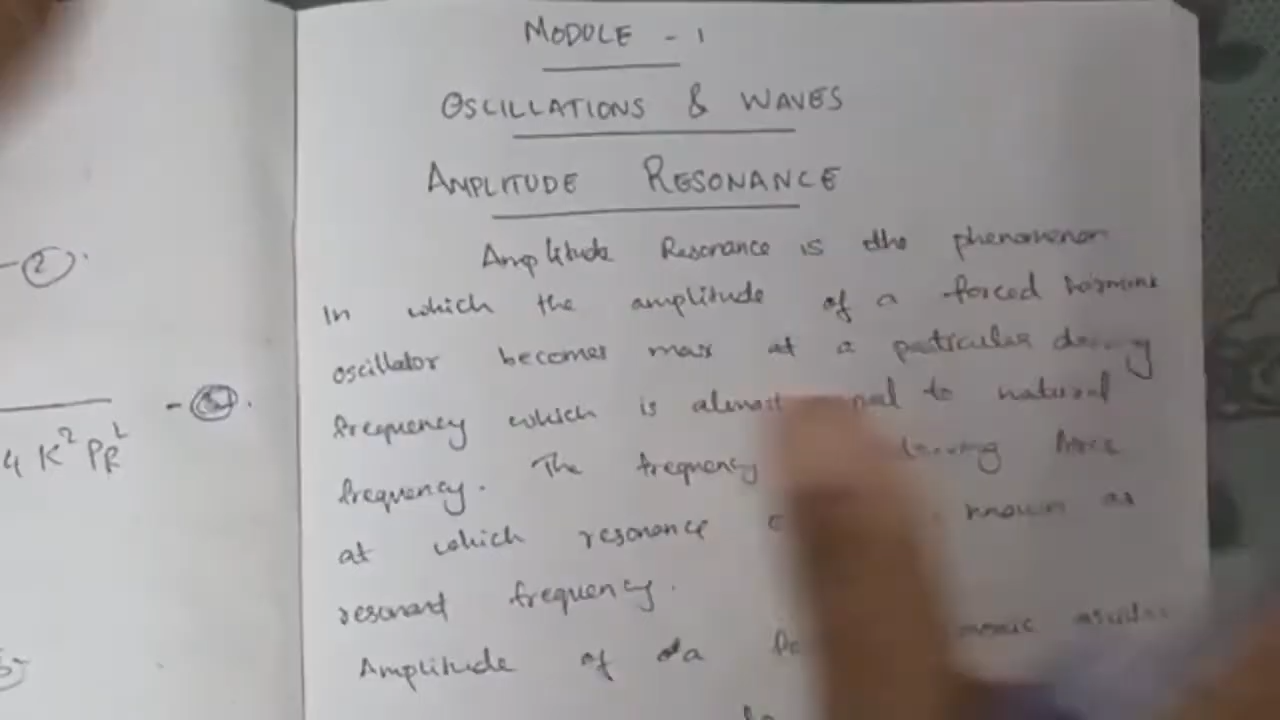 - ②.
4 K² P_R²
MODULE - 1
OSCILLATIONS & WAVES
AMPLITUDE RESONANCE
Amplitude Resonance is the phenomenon
In which the amplitude of a forced harmonic
oscillator becomes max at a particular driving
frequency which is almost to natural
frequency. The frequency force
at which resonance known as
resonant frequency.
Amplitude of a